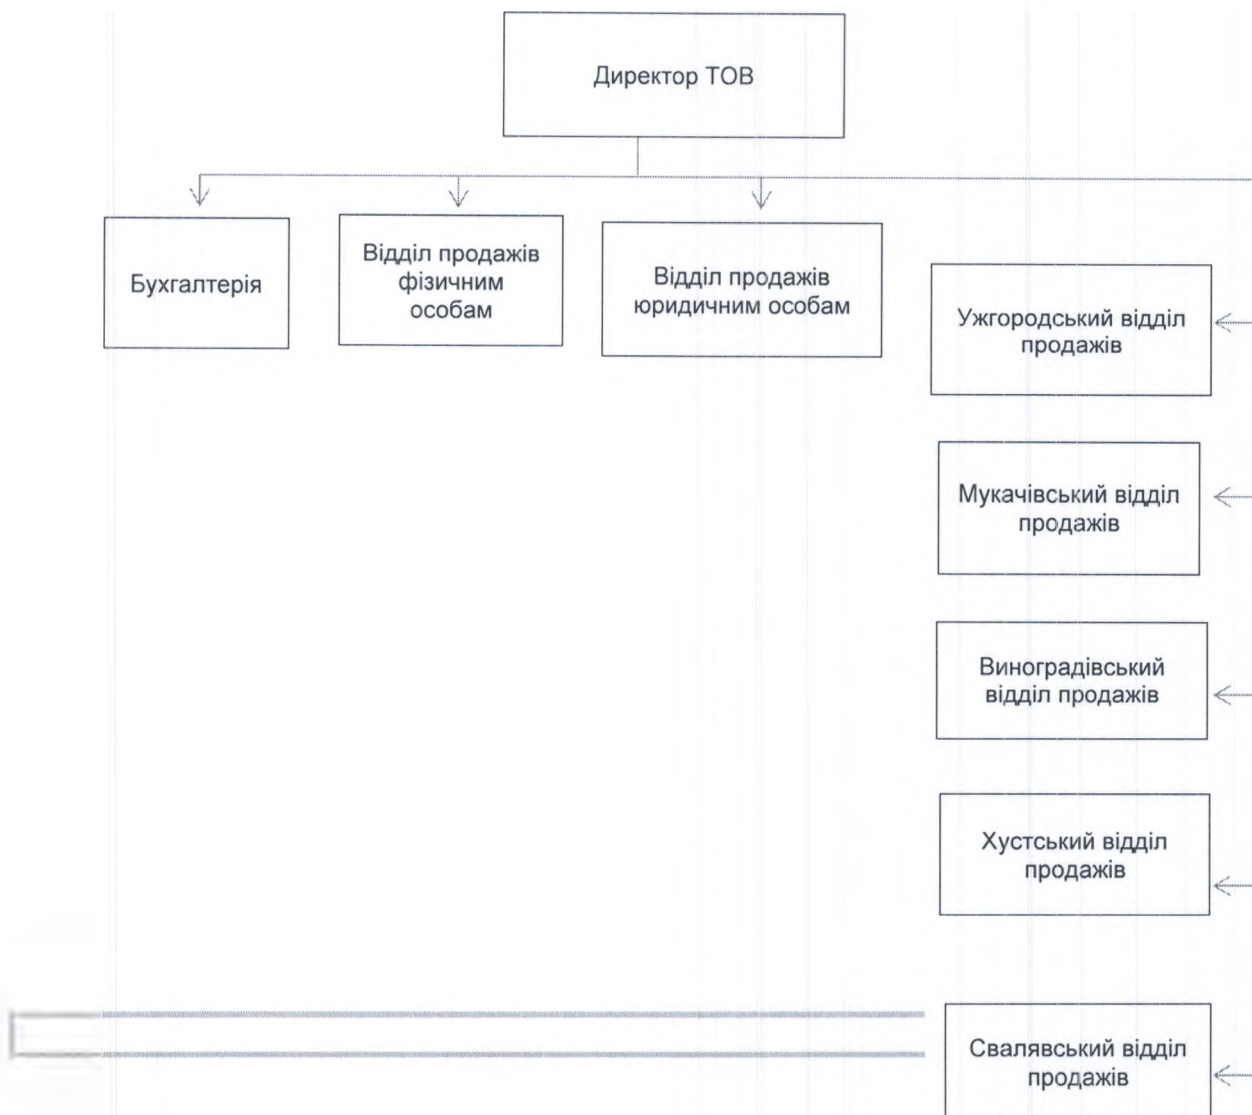 Директор ТОВ
Бухгалтерія
Відділ продажів
фізичним
особам
Відділ продажів
юридичним особам
Ужгородський відділ
продажів
Мукачівський відділ
продажів
Виноградівський
відділ продажів
Хустський відділ
продажів
Свалявський відділ
продажів